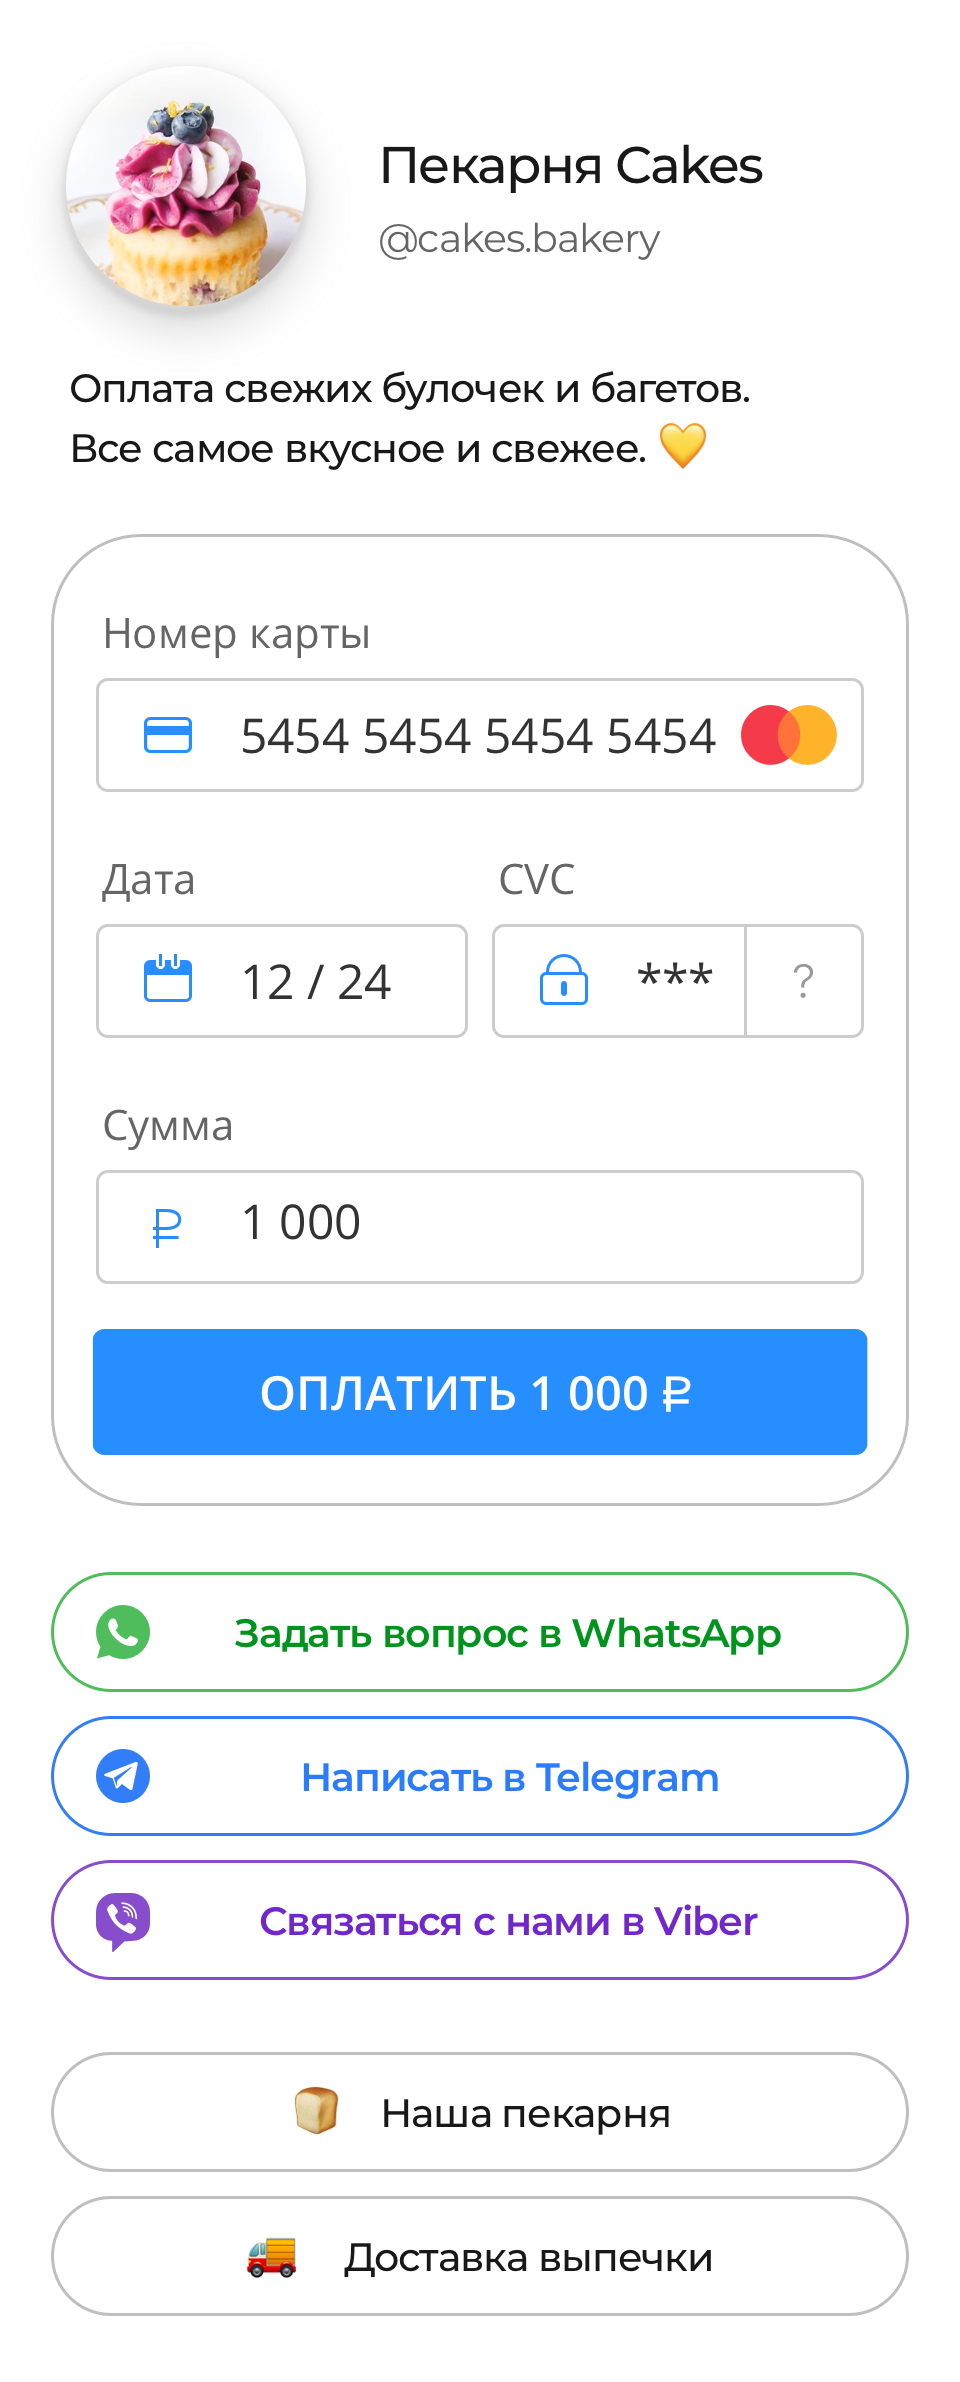 Пекарня Cakes
@cakes.bakery
Оплата свежих булочек и багетов.
Все самое вкусное и свежее. 💛
Номер карты
5454 5454 5454 5454
Дата
CVC
12 / 24
***
?
Сумма
₽ 1 000
ОПЛАТИТЬ 1 000 ₽
Задать вопрос в WhatsApp
Написать в Telegram
Связаться с нами в Viber
🍞 Наша пекарня
🚚 Доставка выпечки